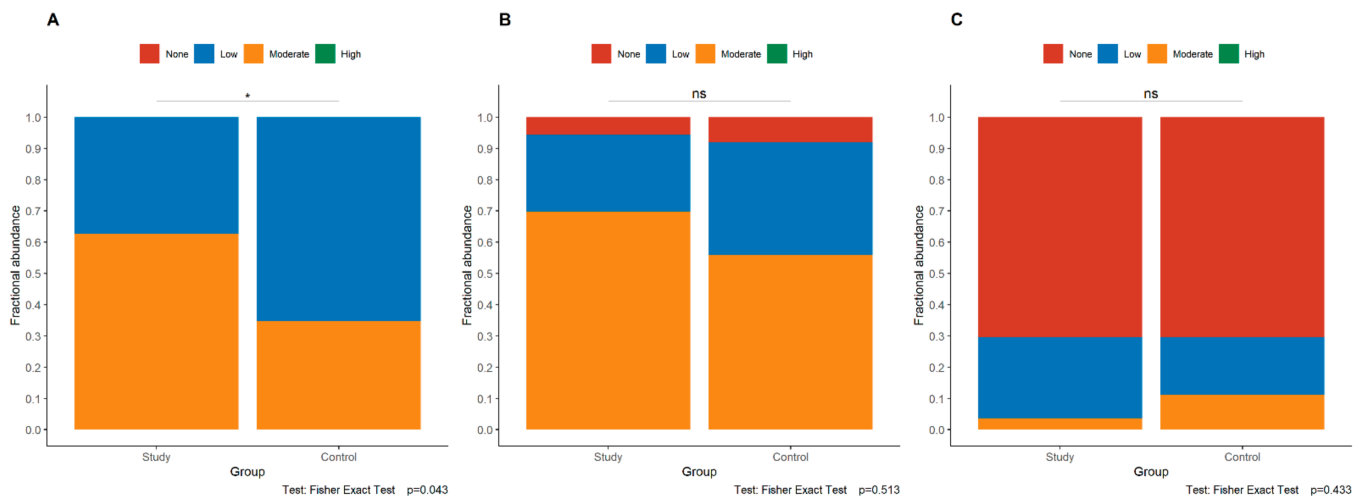 A
None Low Moderate High
*
1.0
0.9
0.8
0.7
0.6
0.5
0.4
0.3
0.2
0.1
0.0
Fractional abundance
Study Control
Group
Test: Fisher Exact Test p=0.043
B
None Low Moderate High
ns
1.0
0.9
0.8
0.7
0.6
0.5
0.4
0.3
0.2
0.1
0.0
Fractional abundance
Study Control
Group
Test: Fisher Exact Test p=0.513
C
None Low Moderate High
ns
1.0
0.9
0.8
0.7
0.6
0.5
0.4
0.3
0.2
0.1
0.0
Fractional abundance
Study Control
Group
Test: Fisher Exact Test p=0.433